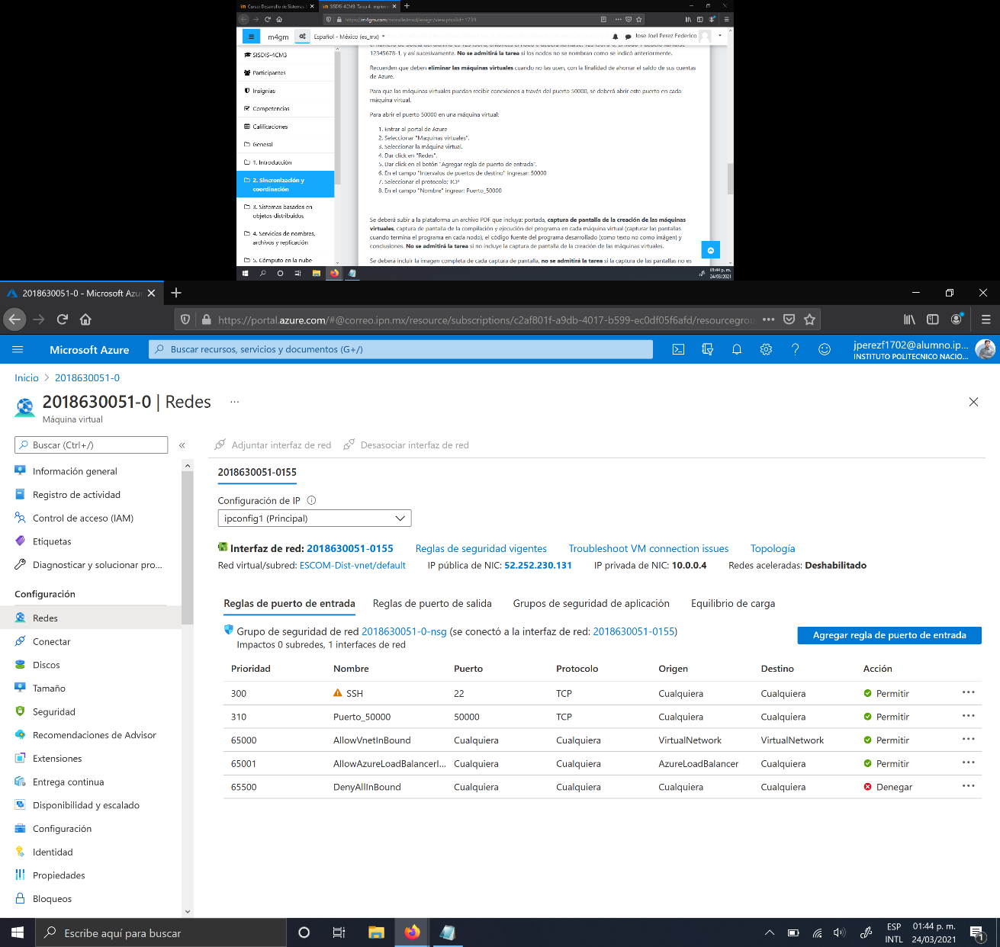 Curso: Desarrollo de Sistemas
SISDIS-4CM3: Tarea 4. Implem
m4gm
Español - México (es_mx)
Jose Joel Perez Federico
SISDIS-4CM3
Participantes
Insignias
Competencias
Calificaciones
General
1. Introducción
2. Sincronización y
coordinación
3. Sistemas basados en
objetos distribuidos
4. Servicios de nombres,
archivos y replicación
5. Cómputo en la nube
12345678-1, y así sucesivamente. No se admitirá la tarea si los nodos no se nombran como se indicó anteriormente.
Recuerden que deben eliminar las máquinas virtuales cuando no las usen, con la finalidad de ahorrar el saldo de sus cuentas
de Azure.
Para que las máquinas virtuales puedan recibir conexiones a través del puerto 50000, se deberá abrir este puerto en cada
máquina virtual.
Para abrir el puerto 50000 en una máquina virtual:
1. Entrar al portal de Azure
2. Seleccionar "Maquinas virtuales".
3. Seleccionar la máquina virtual.
4. Dar click en "Redes".
5. Dar click en el botón "Agregar regla de puerto de entrada".
6. En el campo "Intervalos de puertos de destino" ingresar: 50000
7. Seleccionar el protocolo: TCP
8. En el campo "Nombre" ingrear: Puerto_50000
Se deberá subir a la plataforma un archivo PDF que incluya: portada, captura de pantalla de la creación de las máquinas
virtuales, captura de pantalla de la compilación y ejecución del programa en cada máquina virtual (capturar las pantallas
cuando termina el programa en cada nodo), el código fuente del programa desarrollado (como texto no como imágen) y
conclusiones. No se admitirá la tarea si no incluye la captura de pantalla de la creación de las máquinas virtuales.
Se deberá incluir la imagen completa de cada captura de pantalla, no se admitirá la tarea si la captura de las pantallas no es
01:44 p. m.
24/03/2021
2018630051-0 - Microsoft Azur
https://portal.azure.com/#@correo.ipn.mx/resource/subscriptions/c2af801f-a9db-4017-b599-ec0df05f6afd/resourcegrou
Microsoft Azure
Buscar recursos, servicios y documentos (G+/)
jperezf1702@alumno.ip...
INSTITUTO POLITECNICO NACIO...
Inicio > 2018630051-0
2018630051-0 | Redes ...
Máquina virtual
Buscar (Ctrl+/)
«
Adjuntar interfaz de red
Desasociar interfaz de red
Información general
Registro de actividad
Control de acceso (IAM)
Etiquetas
Diagnosticar y solucionar pro...
Configuración
Redes
Conectar
Discos
Tamaño
Seguridad
Recomendaciones de Advisor
Extensiones
Entrega continua
Disponibilidad y escalado
Configuración
Identidad
Propiedades
Bloqueos
2018630051-0155
Configuración de IP
ipconfig1 (Principal)
Interfaz de red: 2018630051-0155 Reglas de seguridad vigentes Troubleshoot VM connection issues Topología
Red virtual/subred: ESCOM-Dist-vnet/default IP pública de NIC: 52.252.230.131 IP privada de NIC: 10.0.0.4 Redes aceleradas: Deshabilitado
Reglas de puerto de entrada Reglas de puerto de salida Grupos de seguridad de aplicación Equilibrio de carga
Grupo de seguridad de red 2018630051-0-nsg (se conectó a la interfaz de red: 2018630051-0155)
Impactos 0 subredes, 1 interfaces de red
Agregar regla de puerto de entrada
Prioridad Nombre Puerto Protocolo Origen Destino Acción
300 SSH 22 TCP Cualquiera Cualquiera Permitir ...
310 Puerto_50000 50000 TCP Cualquiera Cualquiera Permitir ...
65000 AllowVnetInBound Cualquiera Cualquiera VirtualNetwork VirtualNetwork Permitir ...
65001 AllowAzureLoadBalancerI... Cualquiera Cualquiera AzureLoadBalancer Cualquiera Permitir ...
65500 DenyAllInBound Cualquiera Cualquiera Cualquiera Cualquiera Denegar ...
Escribe aquí para buscar
ESP
INTL
01:44 p. m.
24/03/2021
1